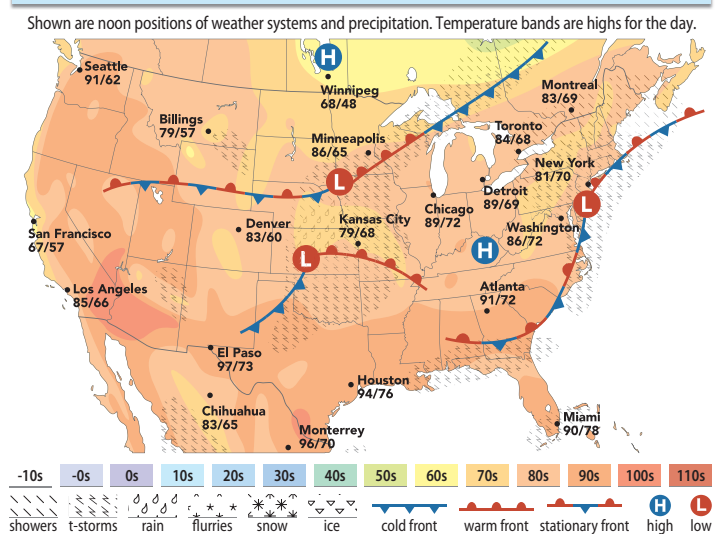 Shown are noon positions of weather systems and precipitation. Temperature bands are highs for the day.
H
Seattle
91/62
Winnipeg
68/48
Montreal
83/69
Billings
79/57
Toronto
84/68
Minneapolis
86/65
New York
81/70
L
Detroit
89/69
L
Chicago
89/72
Kansas City
79/68
Denver
83/60
Washington
86/72
San Francisco
67/57
H
L
Atlanta
91/72
Los Angeles
85/66
El Paso
97/73
Houston
94/76
Chihuahua
83/65
Miami
90/78
Monterrey
96/70
-10s -0s 0s 10s 20s 30s 40s 50s 60s 70s 80s 90s 100s 110s
H L
showers t-storms rain flurries snow ice cold front warm front stationary front high low